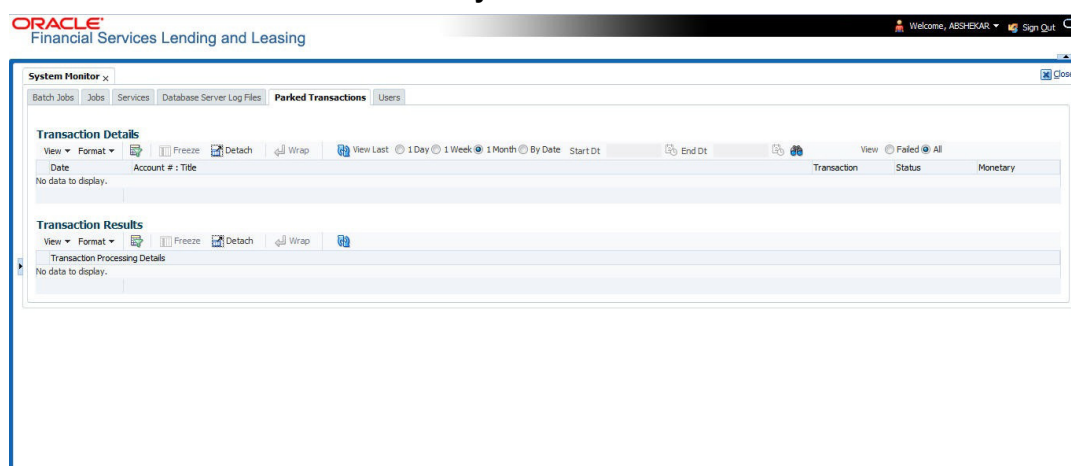 ORACLE
Welcome, ABSHEKAR Sign Out
Financial Services Lending and Leasing
System Monitor x Close
Batch Jobs Jobs Services Database Server Log Files Parked Transactions Users
Transaction Details
View Format Freeze Detach Wrap View Last 1 Day 1 Week 1 Month By Date Start Dt End Dt View Failed All
Date Account # : Title Transaction Status Monetary
No data to display.
Transaction Results
View Format Freeze Detach Wrap
Transaction Processing Details
No data to display.